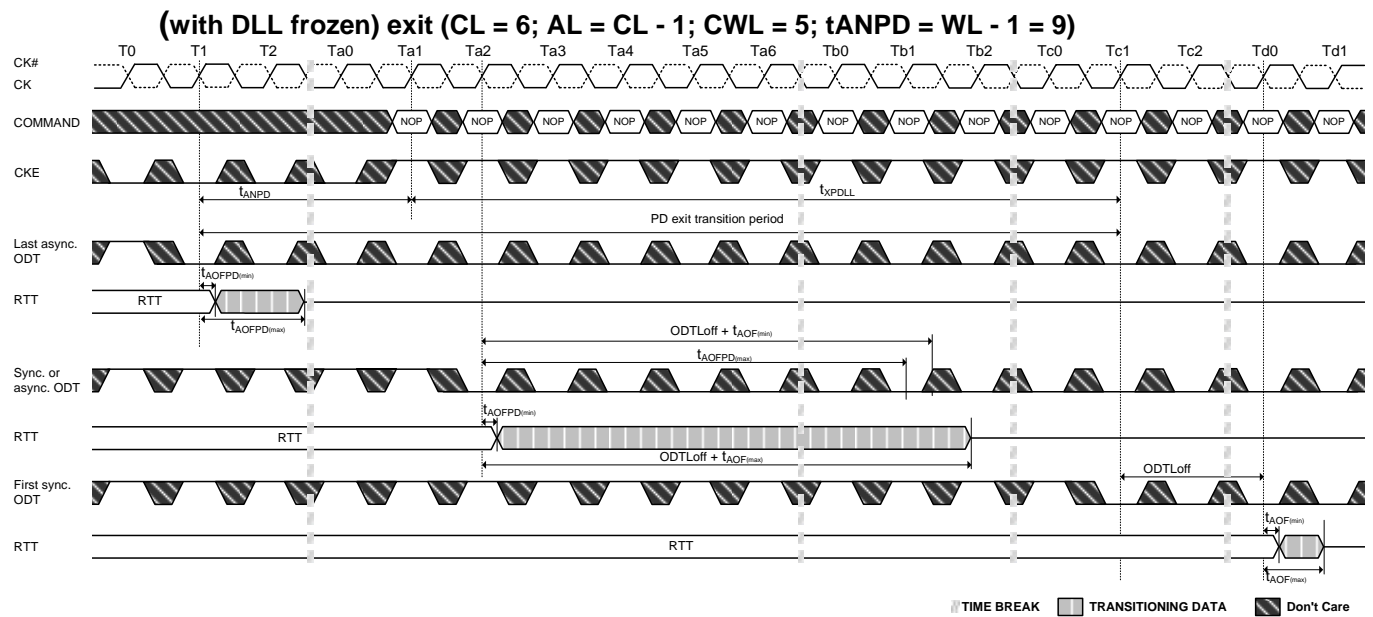 (with DLL frozen) exit (CL = 6; AL = CL - 1; CWL = 5; tANPD = WL - 1 = 9)
T0 T1 T2 Ta0 Ta1 Ta2 Ta3 Ta4 Ta5 Ta6 Tb0 Tb1 Tb2 Tc0 Tc1 Tc2 Td0 Td1
CK#
CK
COMMAND NOP NOP NOP NOP NOP NOP NOP NOP NOP NOP NOP NOP NOP NOP
CKE
tANPD tXPDLL
PD exit transition period
Last async.
ODT
tAOFPD(min)
RTT RTT
tAOFPD(max)
ODTLoff + tAOF(min)
tAOFPD(max)
Sync. or
async. ODT
tAOFPD(min)
RTT RTT
ODTLoff + tAOF(max)
ODTLoff
First sync.
ODT
tAOF(min)
RTT RTT
tAOF(max)
TIME BREAK TRANSITIONING DATA Don't Care